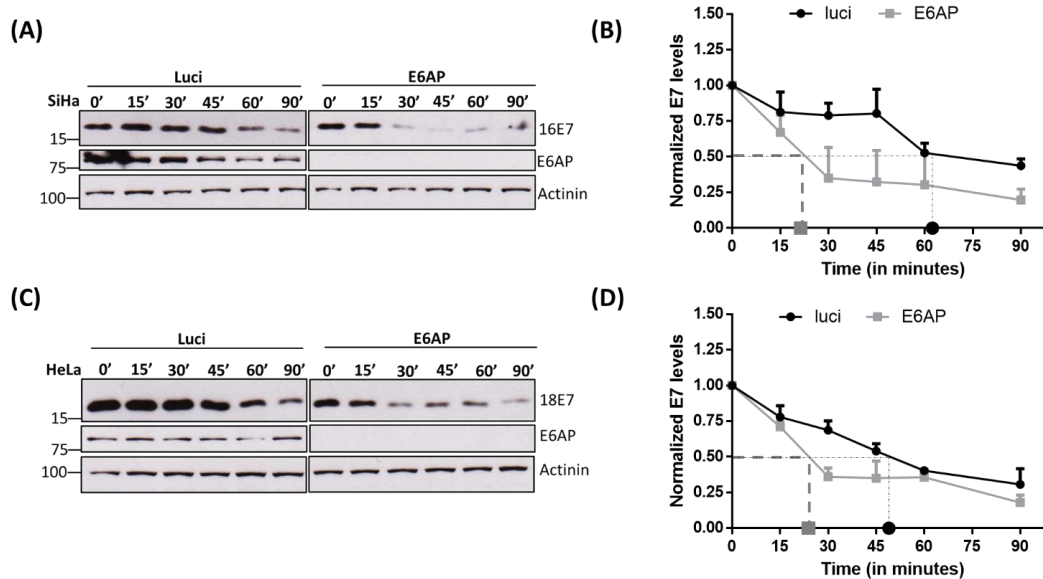 (A)
Luci E6AP
SiHa 0’ 15’ 30’ 45’ 60’ 90’ 0’ 15’ 30’ 45’ 60’ 90’
15 16E7
75 E6AP
100 Actinin
(B)
luci E6AP
1.50
1.25
1.00
0.75
0.50
0.25
0.00
Normalized E7 levels
0 15 30 45 60 75 90
Time (in minutes)
(C)
Luci E6AP
HeLa 0’ 15’ 30’ 45’ 60’ 90’ 0’ 15’ 30’ 45’ 60’ 90’
15 18E7
75 E6AP
100 Actinin
(D)
luci E6AP
1.50
1.25
1.00
0.75
0.50
0.25
0.00
Normalized E7 levels
0 15 30 45 60 75 90
Time (in minutes)